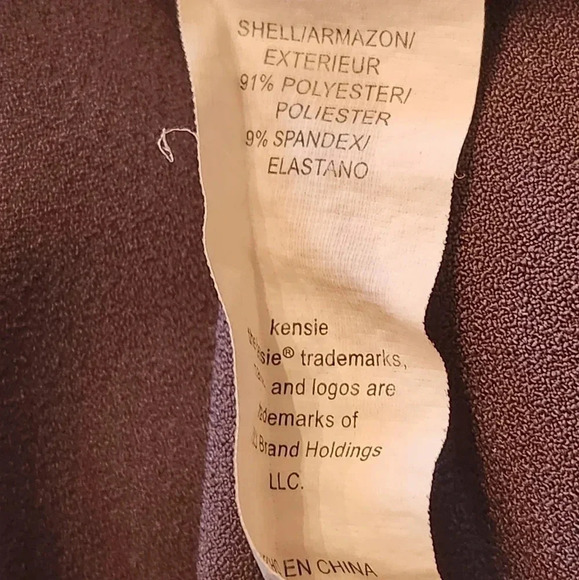 SHELL/ARMAZON/
EXTERIEUR
91% POLYESTER/
POLIESTER
9% SPANDEX/
ELASTANO
kensie
® trademarks,
and logos are
of
Brand Holdings
LLC.
EN CHINA